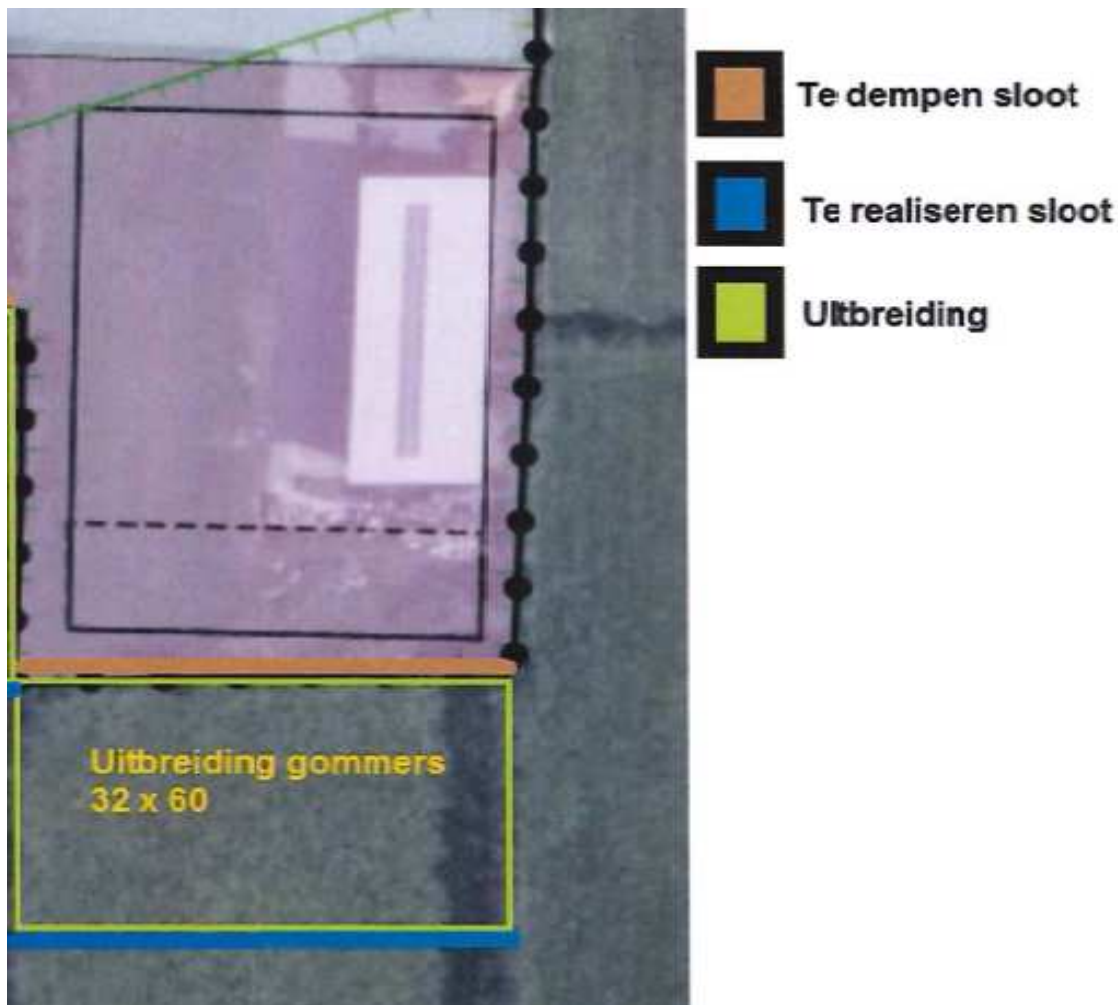 Te dempen sloot
Te realiseren sloot
Uitbreiding
Uitbreiding gommers
32 x 60